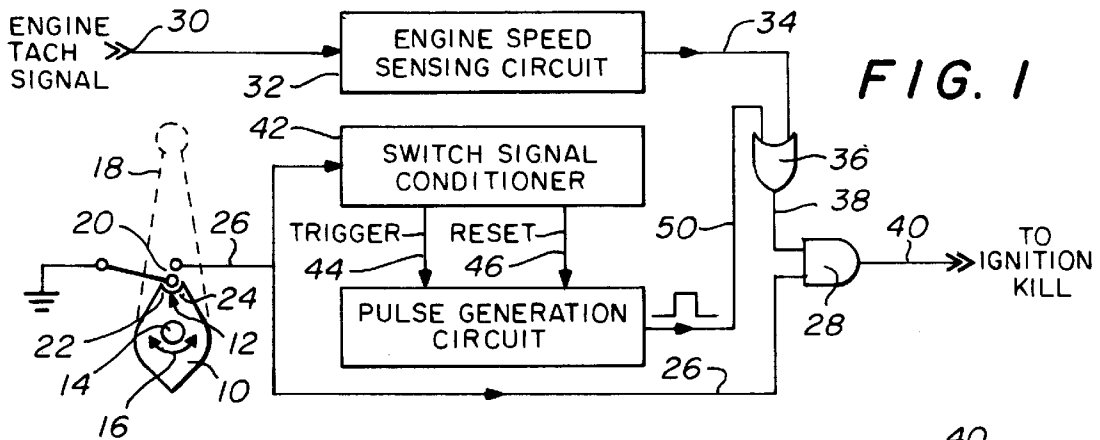 ENGINE
TACH
SIGNAL
30
ENGINE SPEED
SENSING CIRCUIT
32
34
FIG. 1
42
SWITCH SIGNAL
CONDITIONER
36
18
20
26
TRIGGER
44
RESET
46
50
38
40
TO
IGNITION
KILL
28
PULSE GENERATION
CIRCUIT
22
24
12
14
10
16
26
40